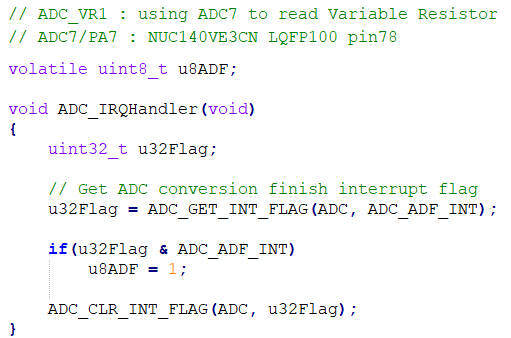 // ADC_VR1 : using ADC7 to read Variable Resistor
// ADC7/PA7 : NUC140VE3CN LQFP100 pin78
volatile uint8_t u8ADF;
void ADC_IRQHandler(void)
{
    uint32_t u32Flag;
    // Get ADC conversion finish interrupt flag
    u32Flag = ADC_GET_INT_FLAG(ADC, ADC_ADF_INT);
    if(u32Flag & ADC_ADF_INT)
        u8ADF = 1;
    ADC_CLR_INT_FLAG(ADC, u32Flag);
}